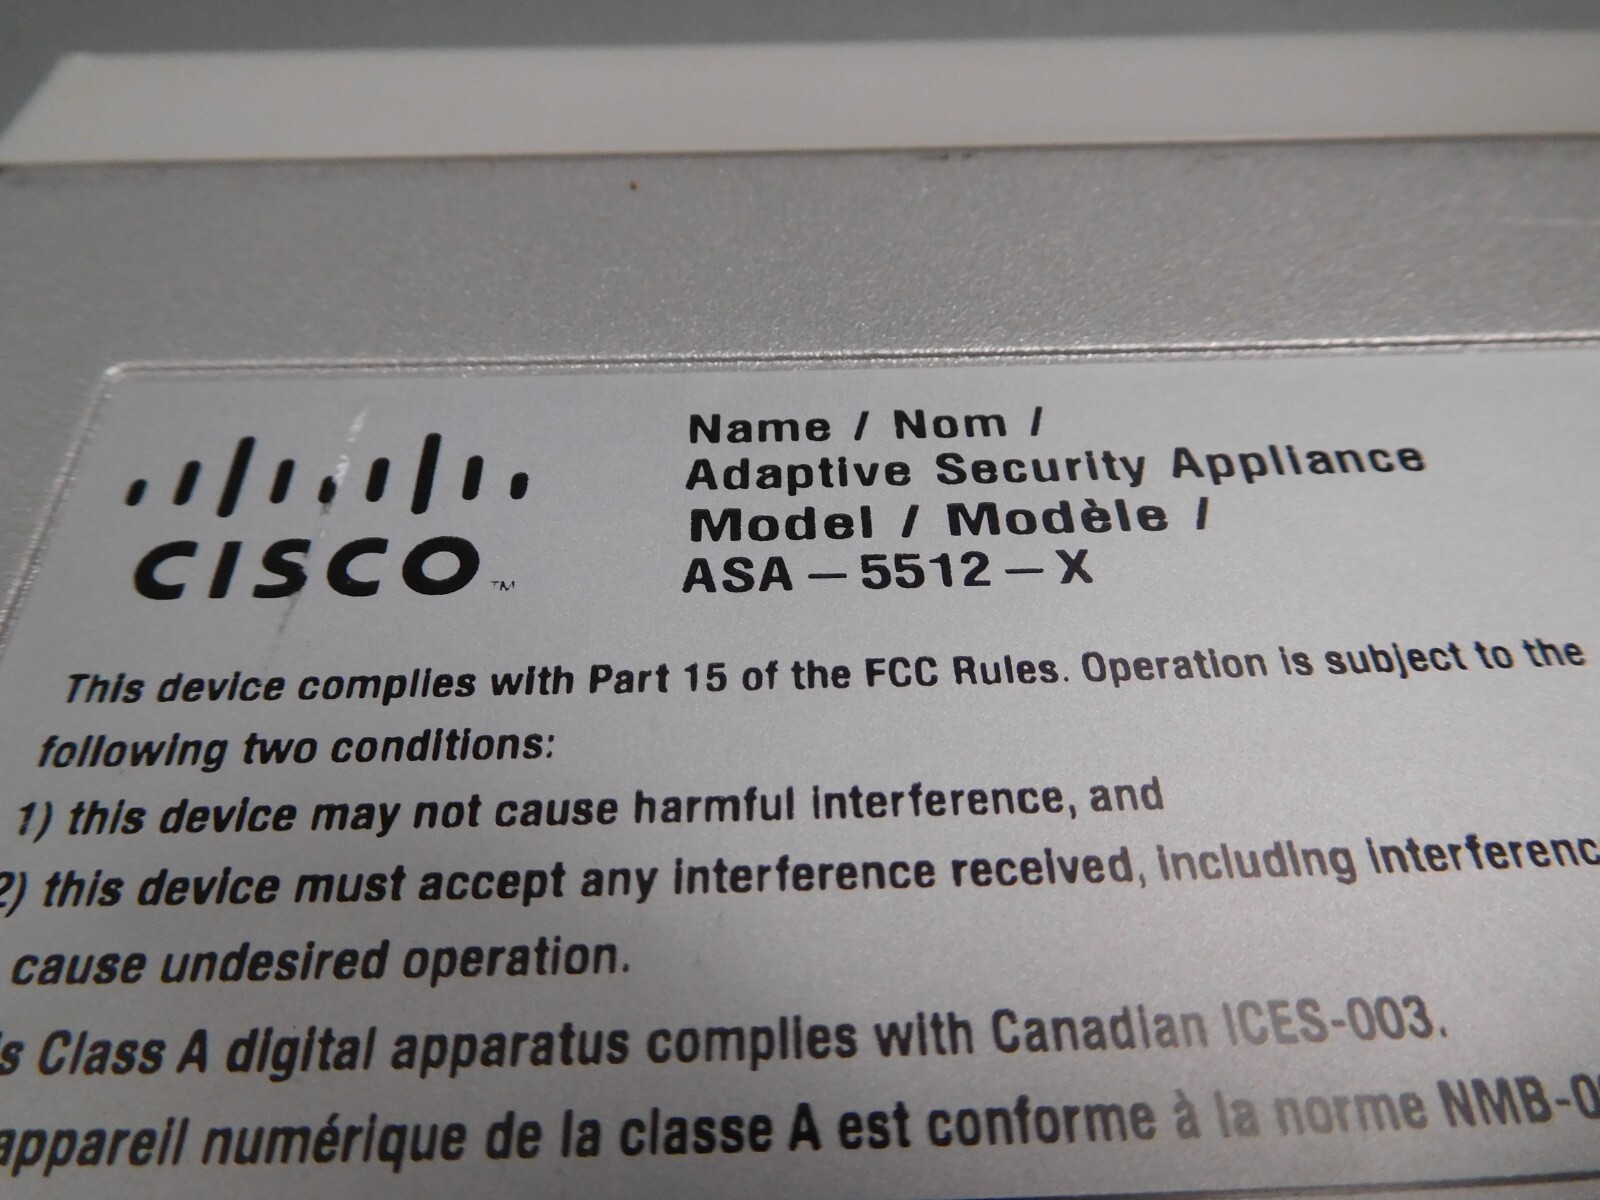 CISCO™
Name / Nom /
Adaptive Security Appliance
Model / Modèle /
ASA – 5512 – X
This device complies with Part 15 of the FCC Rules. Operation is subject to the
following two conditions:
1) this device may not cause harmful interference, and
2) this device must accept any interference received, including
cause undesired operation.
Class A digital apparatus complies with Canadian ICES-003.
appareil numérique de la classe A est conforme à la norme